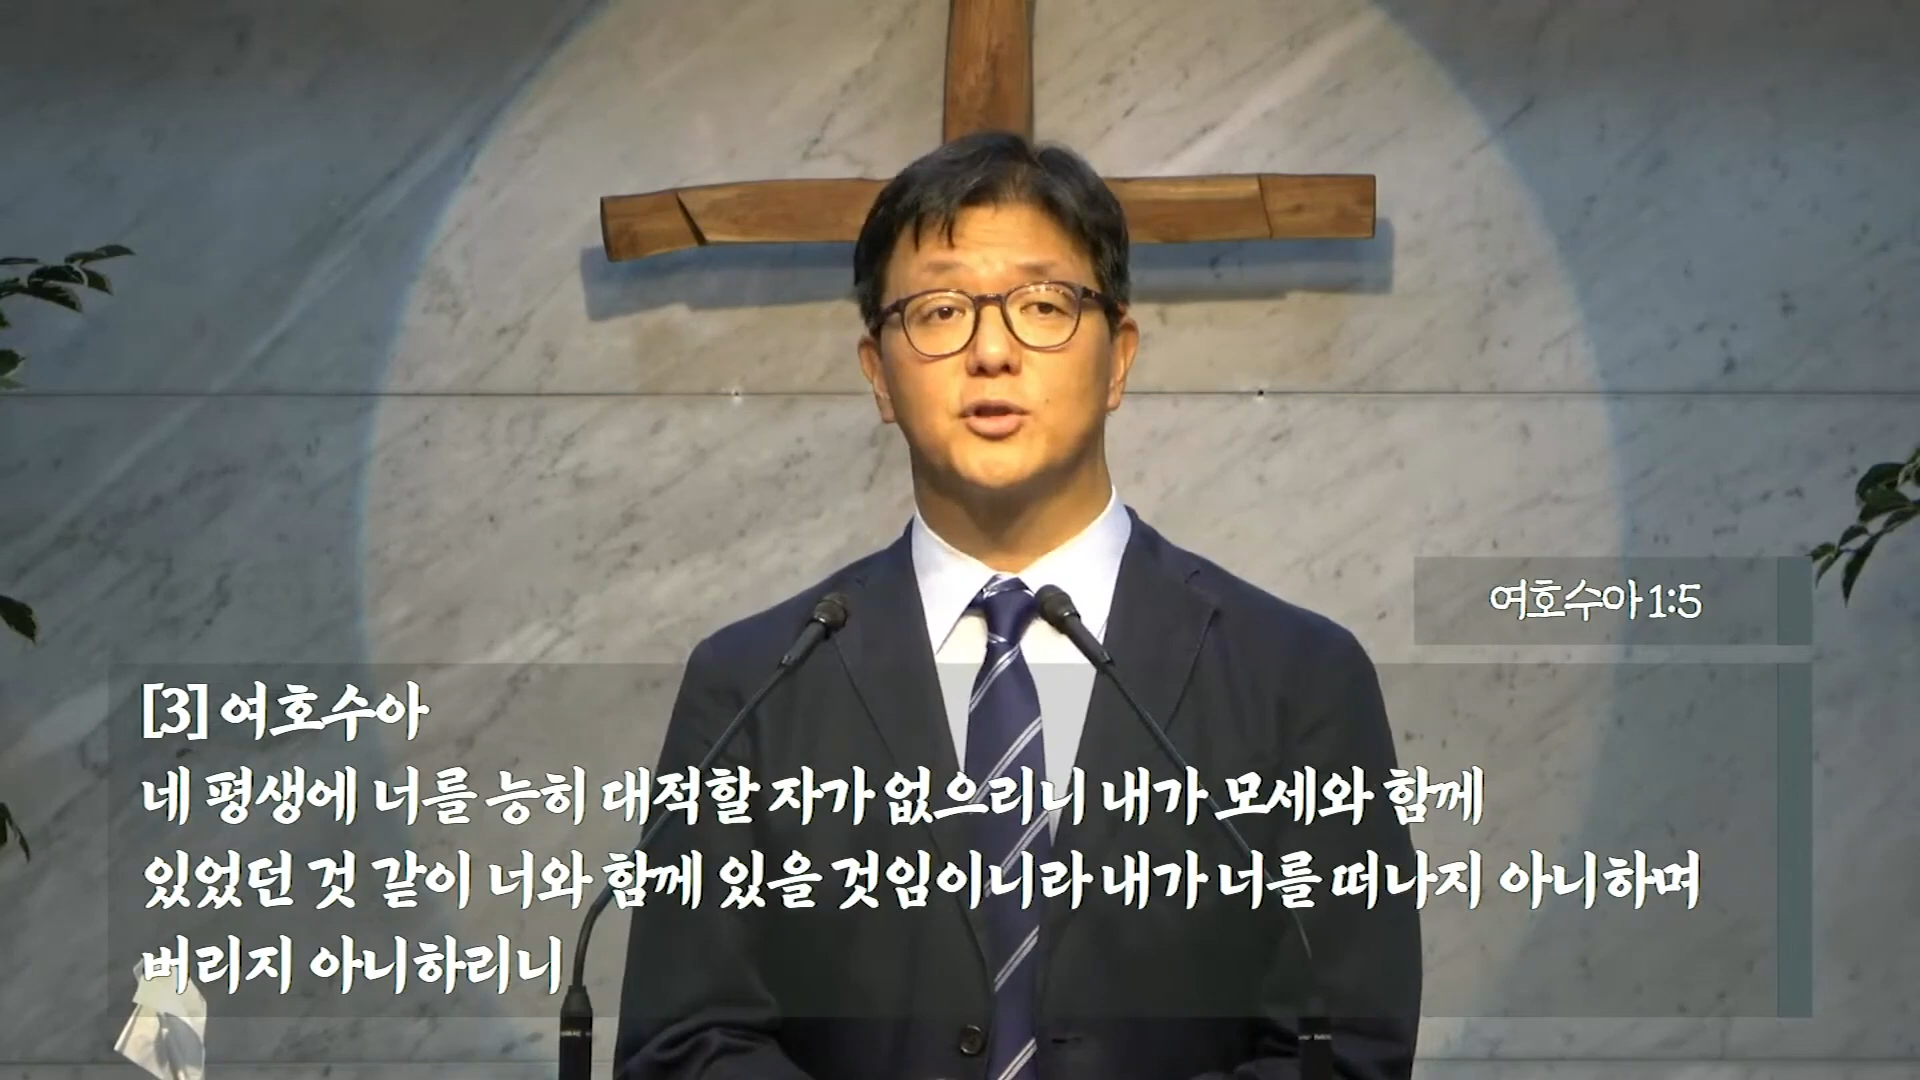 여호수아 1:5
[3] 여호수아
네 평생에 너를 능히 대적할 자가 없으리니 내가 모세와 함께
있었던 것 같이 너와 함께 있을 것임이니라 내가 너를 떠나지 아니하며
버리지 아니하리니